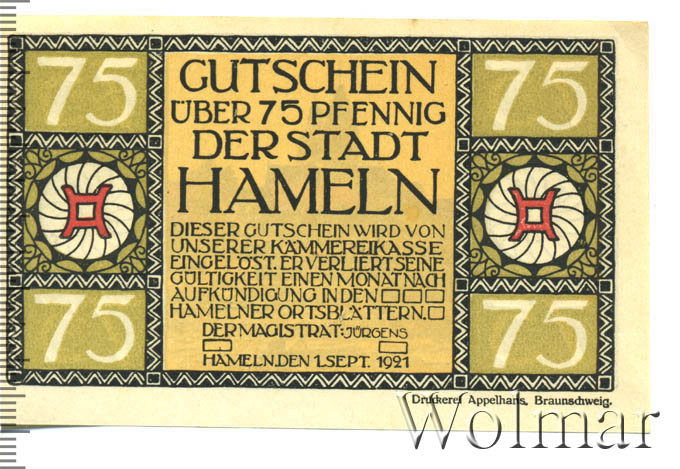 75
75
GUTSCHEIN
ÜBER 75 PFENNIG
DER STADT
HAMELN
DIESER GUTSCHEIN WIRD VON
UNSERER KÄMMEREIKASSE
EINGELÖST. ER VERLIERT SEINE
GÜLTIGKEIT EINEN MONAT NACH
AUFKÜNDIGUNG IN DEN
HAMELNER ORTSBLÄTTERN.
DER MAGISTRAT: JÜRGENS
HAMELN, DEN 1. SEPT. 1921
75
75
Druckerei Appelhans, Braunschweig.
Wolmar